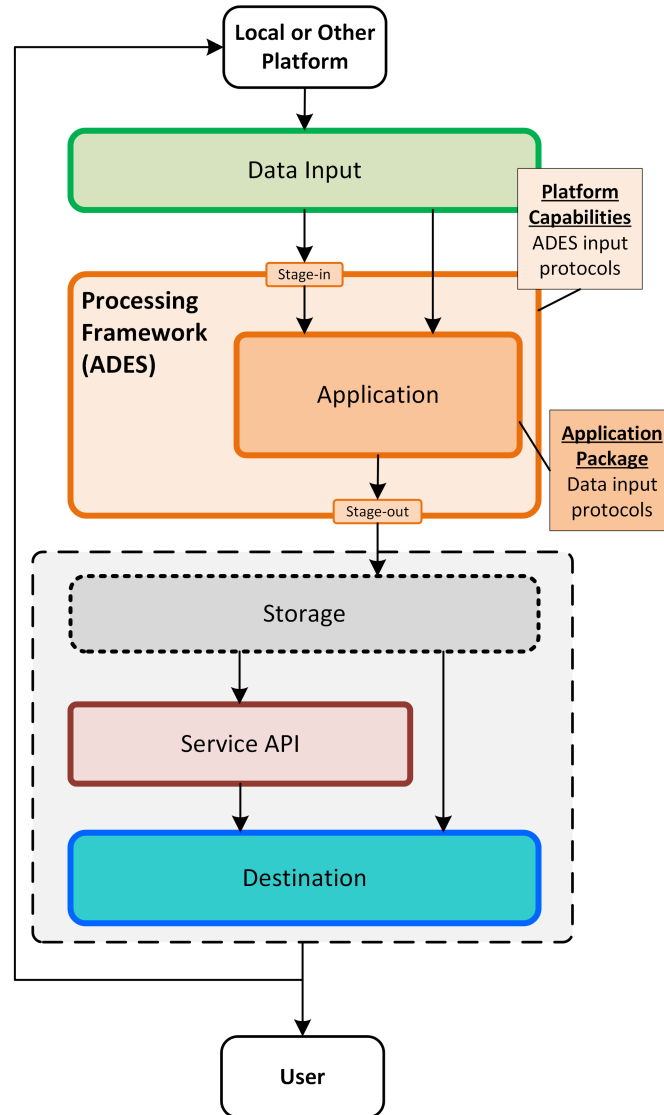 Local or Other
Platform
Data Input
Platform
Capabilities
ADES input
protocols
Stage-in
Processing
Framework
(ADES)
Application
Application
Package
Data input
protocols
Stage-out
Storage
Service API
Destination
User